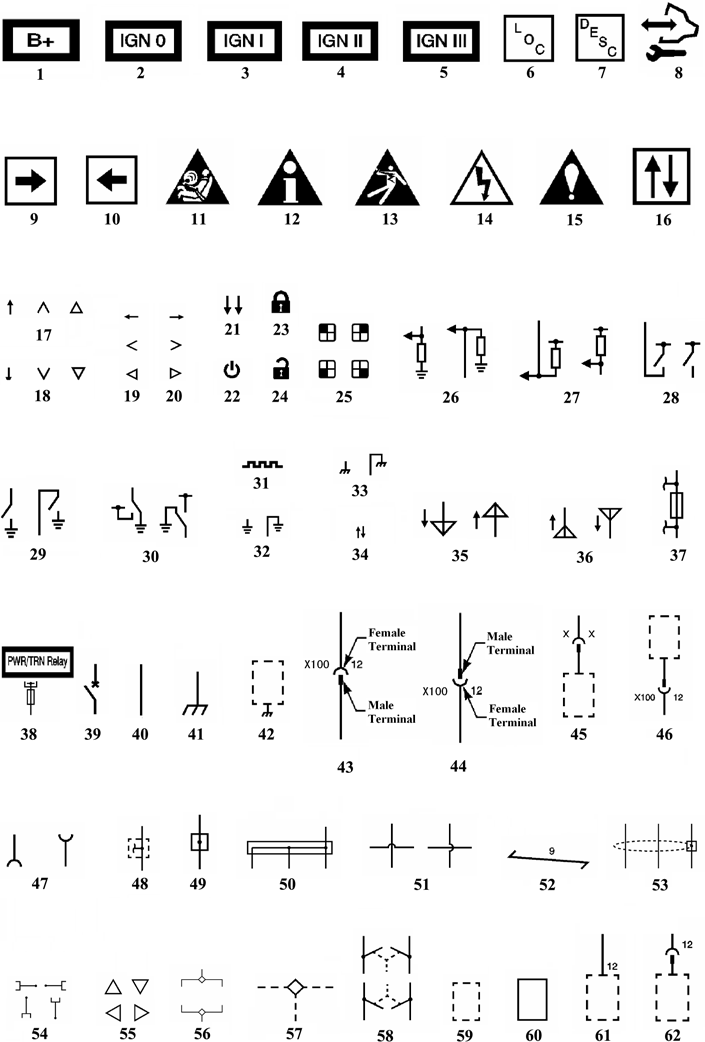 B+ IGN 0 IGN I IGN II IGN III L O C D E S C
1 2 3 4 5 6 7 8
9 10 11 12 13 14 15 16
17 21 23
18 19 20 22 24 25 26 27 28
31 33
29 30 32 34 35 36 37
PWR/TRN Relay
Female Terminal
X100 12
Male Terminal
Male Terminal
X100 12
Female Terminal
X X
X100 12
38 39 40 41 42 43 44 45 46
9
47 48 49 50 51 52 53
12 12
54 55 56 57 58 59 60 61 62